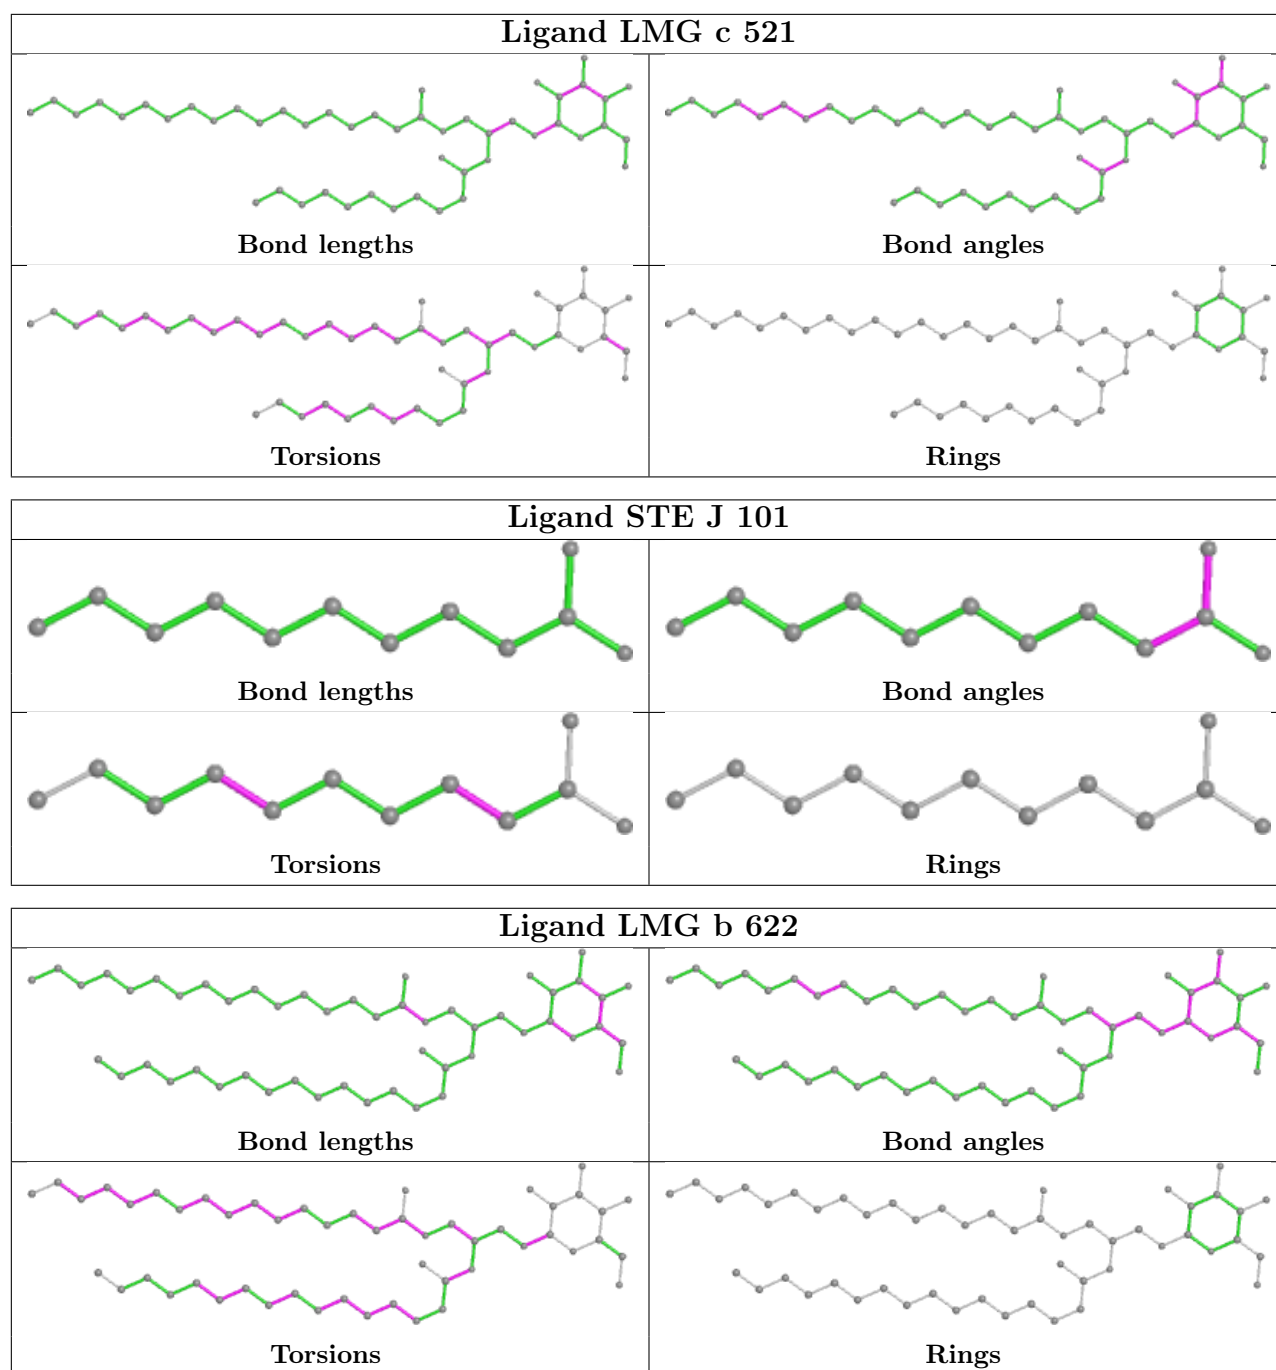 Ligand LMG c 521
Bond lengths
Bond angles
Torsions
Rings
Ligand STE J 101
Bond lengths
Bond angles
Torsions
Rings
Ligand LMG b 622
Bond lengths
Bond angles
Torsions
Rings